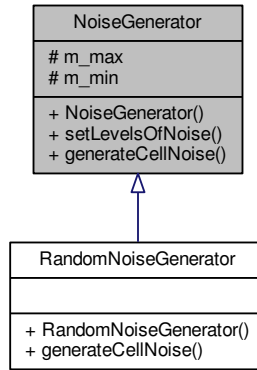 NoiseGenerator
# m_max
# m_min
+ NoiseGenerator()
+ setLevelsOfNoise()
+ generateCellNoise()
RandomNoiseGenerator
+ RandomNoiseGenerator()
+ generateCellNoise()